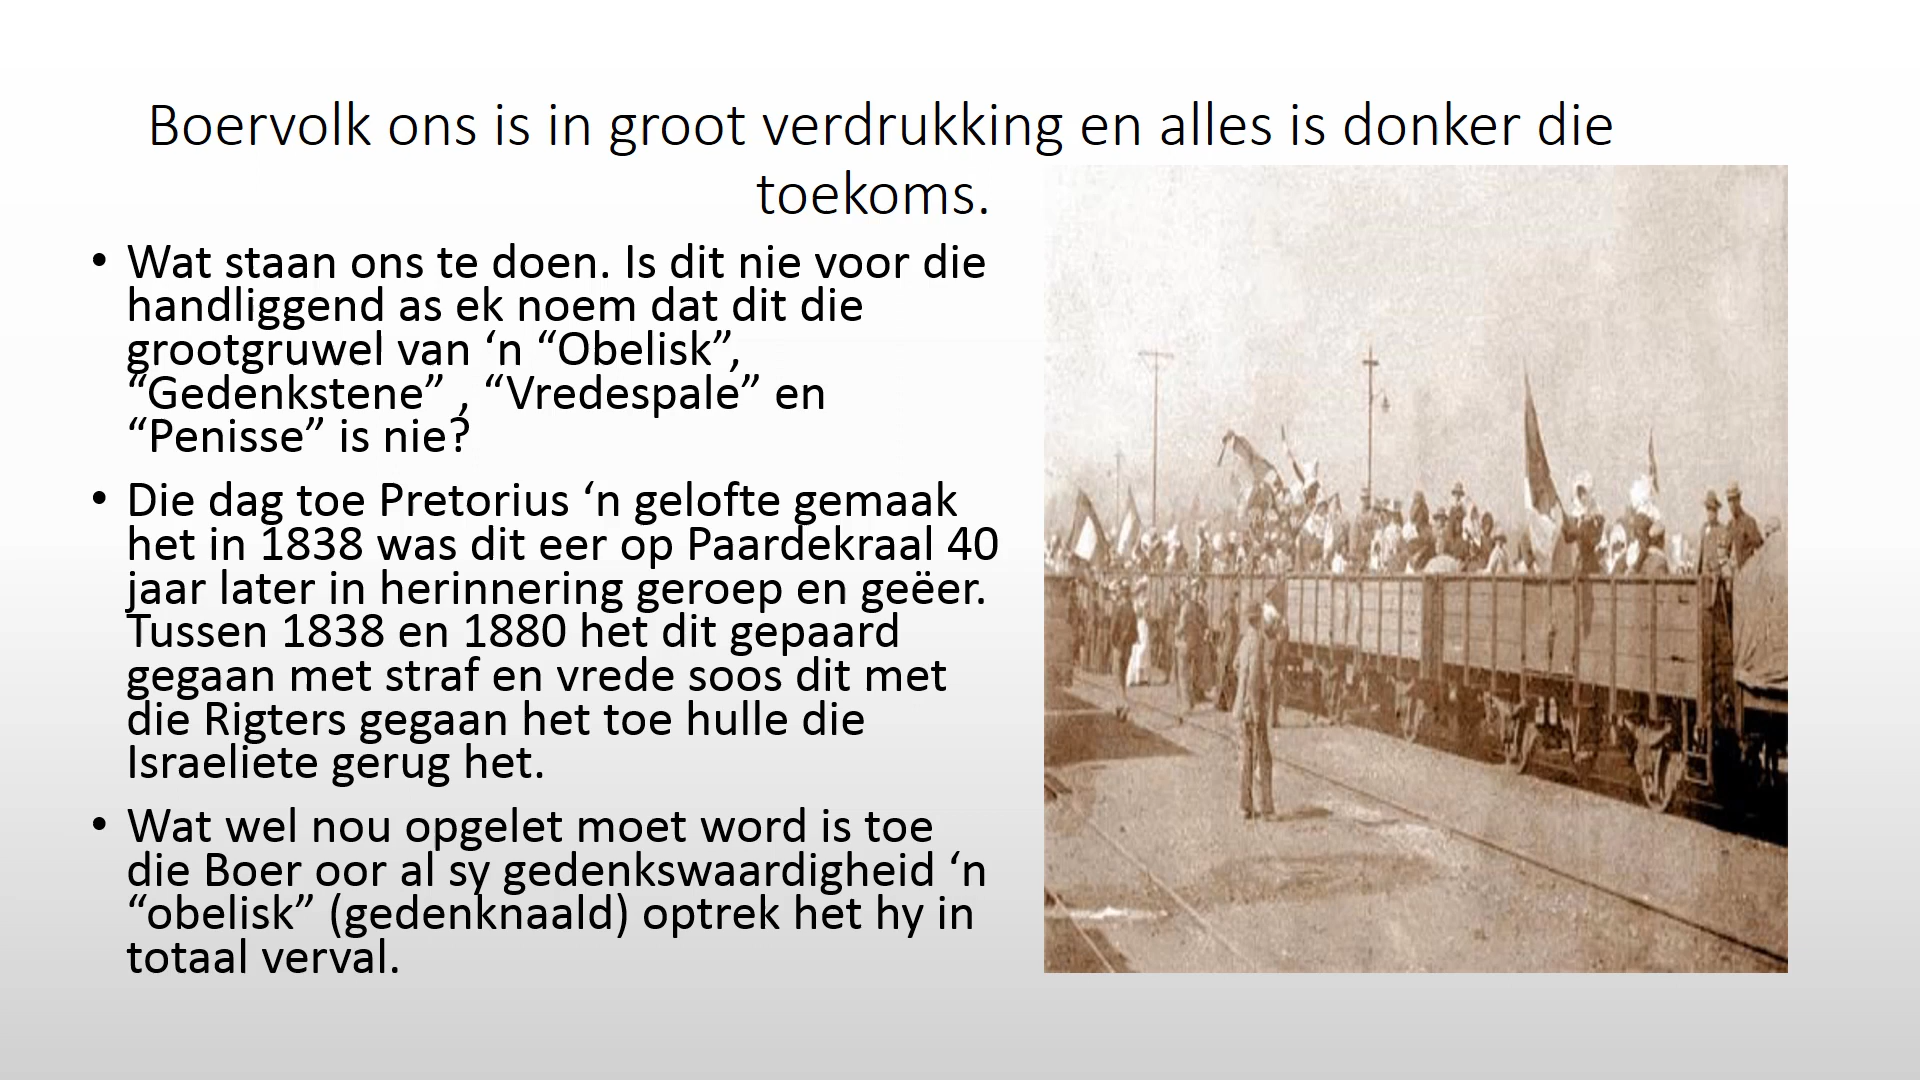 Boervolk ons is in groot verdrukking en alles is donker die
toekoms.
• Wat staan ons te doen. Is dit nie voor die
handliggend as ek noem dat dit die
grootgruwel van ‘n “Obelisk”,
“Gedenkstene” , “Vredespale” en
“Penisse” is nie?
• Die dag toe Pretorius ‘n gelofte gemaak
het in 1838 was dit eer op Paardekraal 40
jaar later in herinnering geroep en geëer.
Tussen 1838 en 1880 het dit gepaard
gegaan met straf en vrede soos dit met
die Rigters gegaan het toe hulle die
Israeliete gerug het.
• Wat wel nou opgelet moet word is toe
die Boer oor al sy gedenkswaardigheid ‘n
“obelisk” (gedenknaald) optrek het hy in
totaal verval.